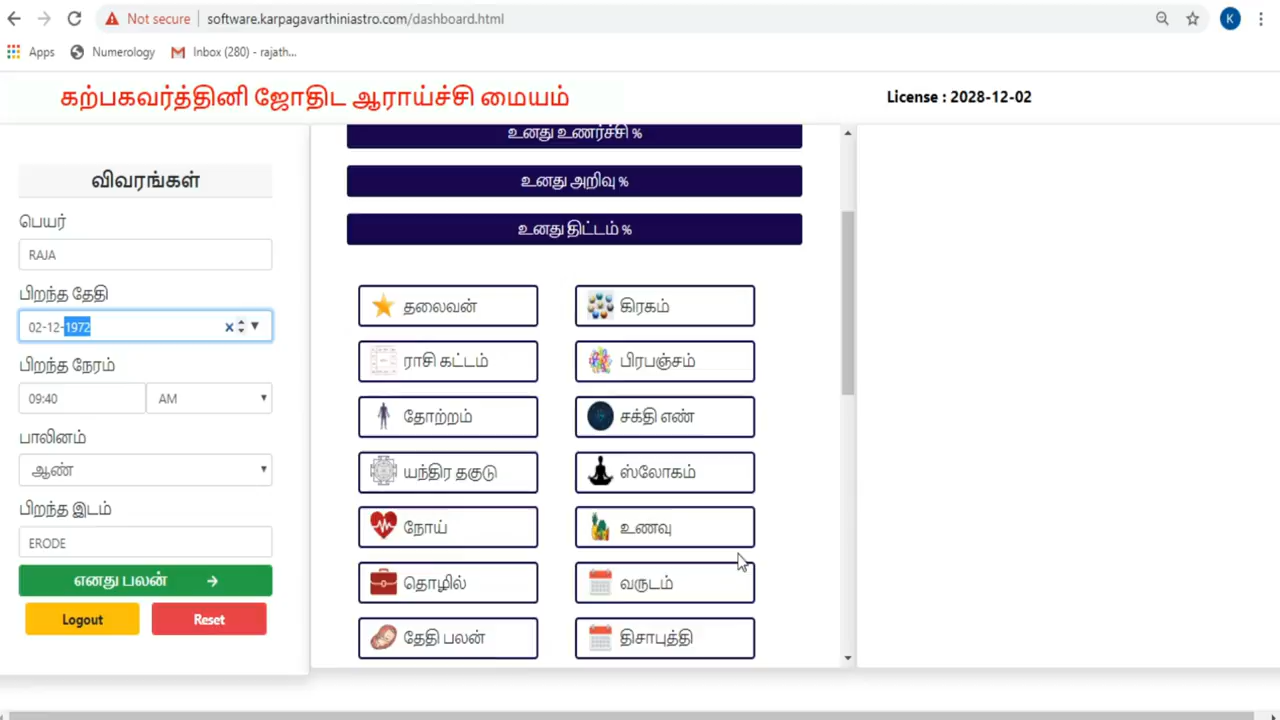 Not secure | software.karpagavarthiniastro.com/dashboard.html
K
Apps Numerology Inbox (280) - rajath...
கற்பகவர்த்தினி ஜோதிட ஆராய்ச்சி மையம்
License : 2028-12-02
விவரங்கள்
பெயர்
RAJA
பிறந்த தேதி
02-12-1972
பிறந்த நேரம்
09:40 AM
பாலினம்
ஆண்
பிறந்த இடம்
ERODE
எனது பலன் →
Logout Reset
உனது உணர்ச்சி %
உனது அறிவு %
உனது திட்டம் %
தலைவன் கிரகம்
ராசி கட்டம் பிரபஞ்சம்
தோற்றம் சக்தி எண்
யந்திர தகடு ஸ்லோகம்
நோய் உணவு
தொழில் வருடம்
தேதி பலன் திசாபுத்தி